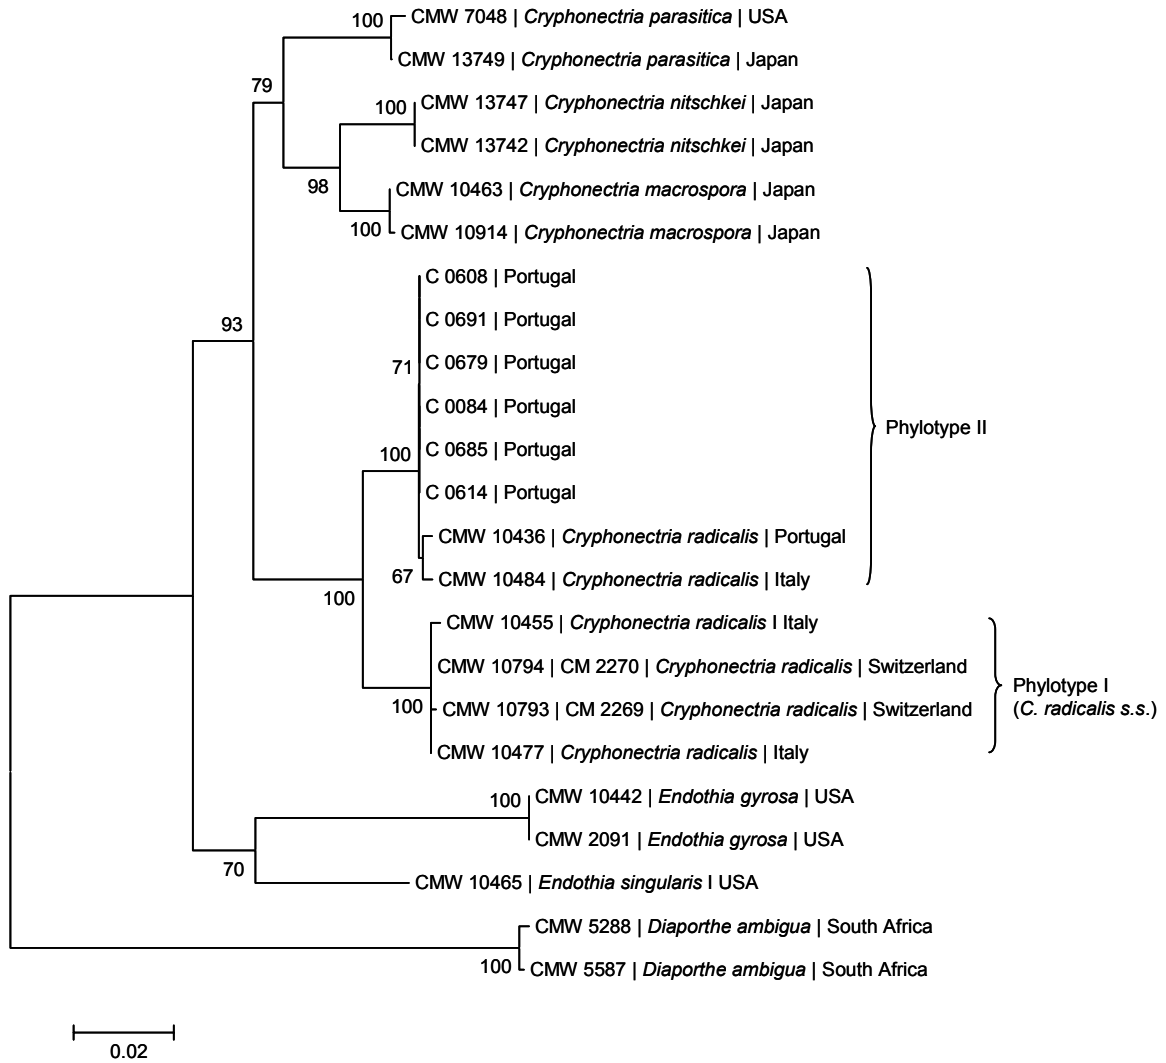 100
CMW 7048 | Cryphonectria parasitica | USA
CMW 13749 | Cryphonectria parasitica | Japan
79
100
CMW 13747 | Cryphonectria nitschkei | Japan
CMW 13742 | Cryphonectria nitschkei | Japan
98
CMW 10463 | Cryphonectria macrospora | Japan
100
CMW 10914 | Cryphonectria macrospora | Japan
C 0608 | Portugal
93
C 0691 | Portugal
71
C 0679 | Portugal
C 0084 | Portugal
Phylotype II
100
C 0685 | Portugal
C 0614 | Portugal
CMW 10436 | Cryphonectria radicalis | Portugal
67
CMW 10484 | Cryphonectria radicalis | Italy
100
CMW 10455 | Cryphonectria radicalis I Italy
CMW 10794 | CM 2270 | Cryphonectria radicalis | Switzerland
Phylotype I
(C. radicalis s.s.)
100
CMW 10793 | CM 2269 | Cryphonectria radicalis | Switzerland
CMW 10477 | Cryphonectria radicalis | Italy
100
CMW 10442 | Endothia gyrosa | USA
CMW 2091 | Endothia gyrosa | USA
70
CMW 10465 | Endothia singularis I USA
CMW 5288 | Diaporthe ambigua | South Africa
100
CMW 5587 | Diaporthe ambigua | South Africa
0.02